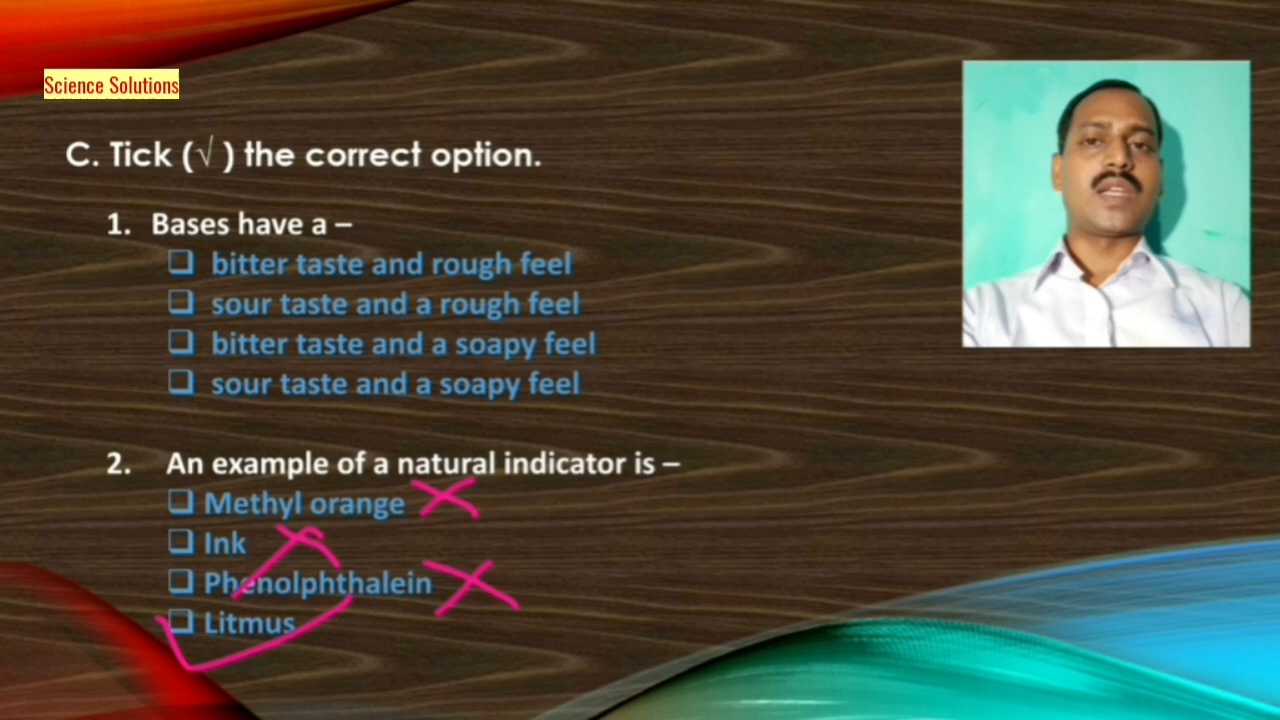 Science Solutions
C. Tick (√ ) the correct option.
1. Bases have a –
❑ bitter taste and rough feel
❑ sour taste and a rough feel
❑ bitter taste and a soapy feel
❑ sour taste and a soapy feel
2. An example of a natural indicator is –
❑ Methyl orange
❑ Ink
❑ Phenolphthalein
❑ Litmus